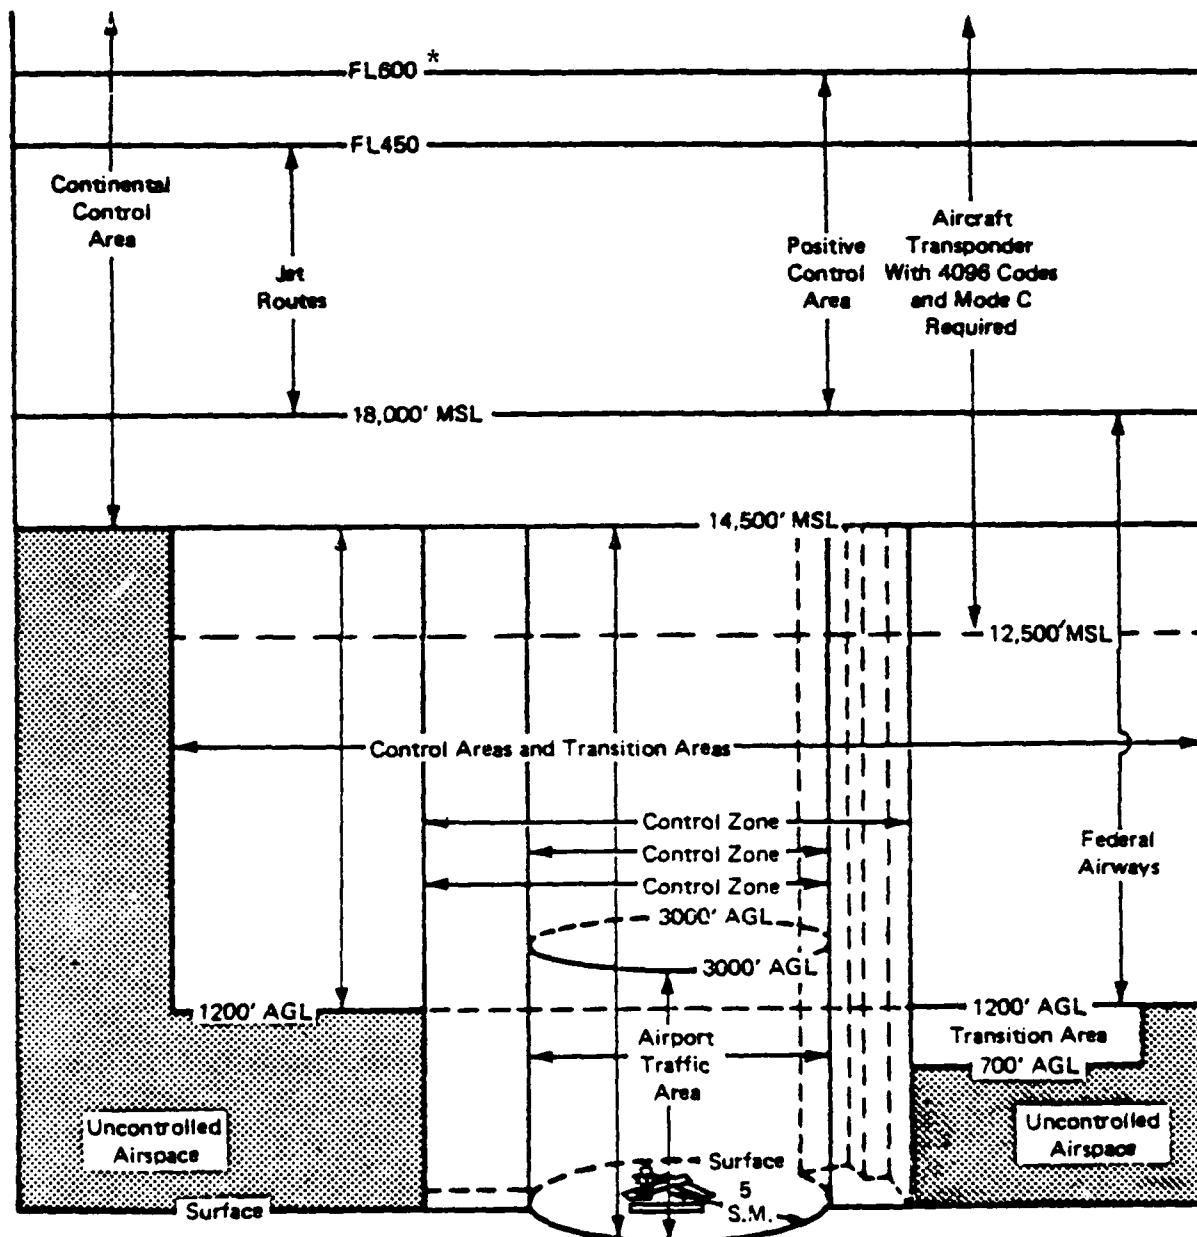 FL600 *
FL450
Continental
Control
Area
Jet
Routes
Positive
Control
Area
Aircraft
Transponder
With 4096 Codes
and Mode C
Required
18,000' MSL
14,500' MSL
12,500' MSL
Control Areas and Transition Areas
Control Zone
Control Zone
Control Zone
Federal
Airways
3000' AGL
3000' AGL
1200' AGL
1200' AGL
Transition Area
700' AGL
Airport
Traffic
Area
Uncontrolled
Airspace
Uncontrolled
Airspace
Surface
5
S.M.
Surface